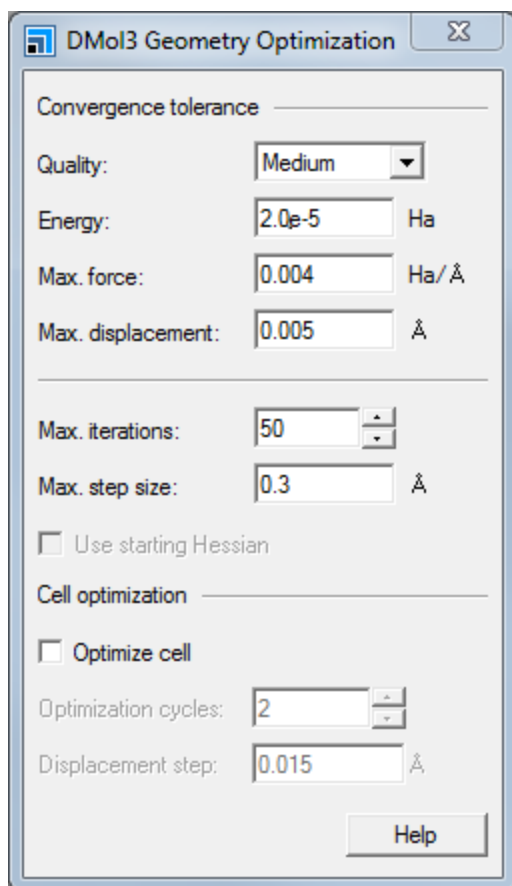 DMol3 Geometry Optimization
Convergence tolerance
Quality: Medium
Energy: 2.0e-5 Ha
Max. force: 0.004 Ha/Å
Max. displacement: 0.005 Å
Max. iterations: 50
Max. step size: 0.3 Å
Use starting Hessian
Cell optimization
Optimize cell
Optimization cycles: 2
Displacement step: 0.015 Å
Help